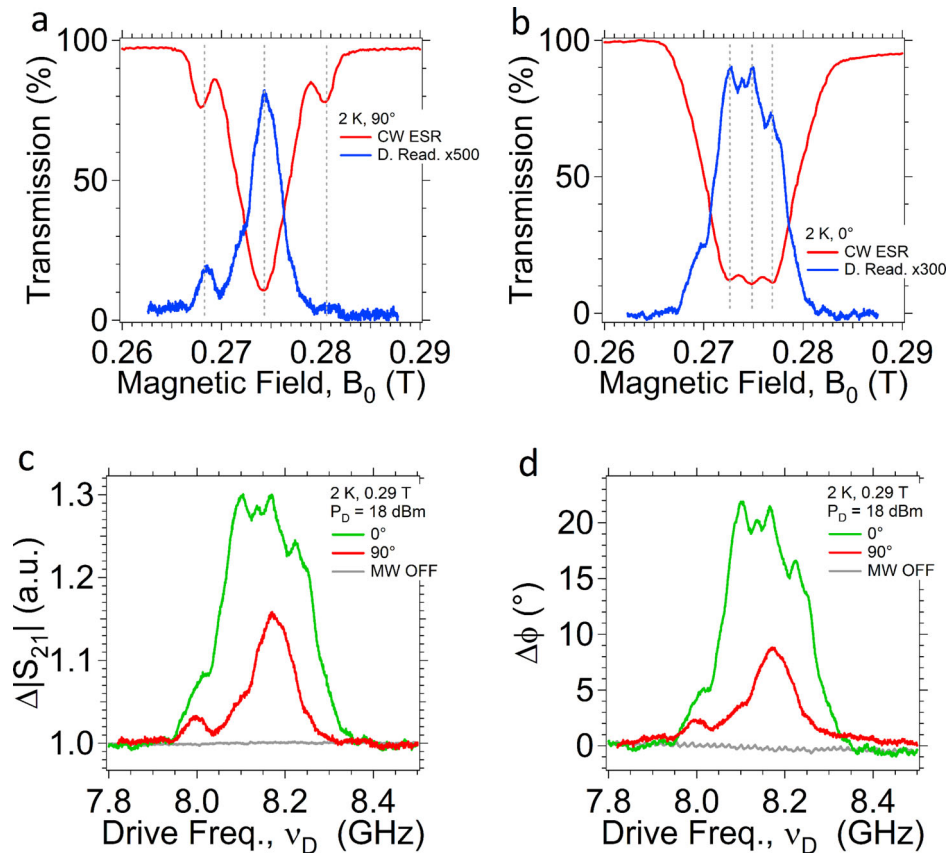 a
100
50
0
Transmission (%)
2 K, 90°
CW ESR
D. Read. x500
0.26 0.27 0.28 0.29
Magnetic Field, B₀ (T)
b
100
50
0
Transmission (%)
2 K, 0°
CW ESR
D. Read. x300
0.26 0.27 0.28 0.29
Magnetic Field, B₀ (T)
c
1.3
1.2
1.1
1.0
Δ|S₂₁| (a.u.)
2 K, 0.29 T
P_D = 18 dBm
0°
90°
MW OFF
7.8 8.0 8.2 8.4
Drive Freq., ν_D (GHz)
d
20
15
10
5
0
Δϕ (°)
2 K, 0.29 T
P_D = 18 dBm
0°
90°
MW OFF
7.8 8.0 8.2 8.4
Drive Freq., ν_D (GHz)